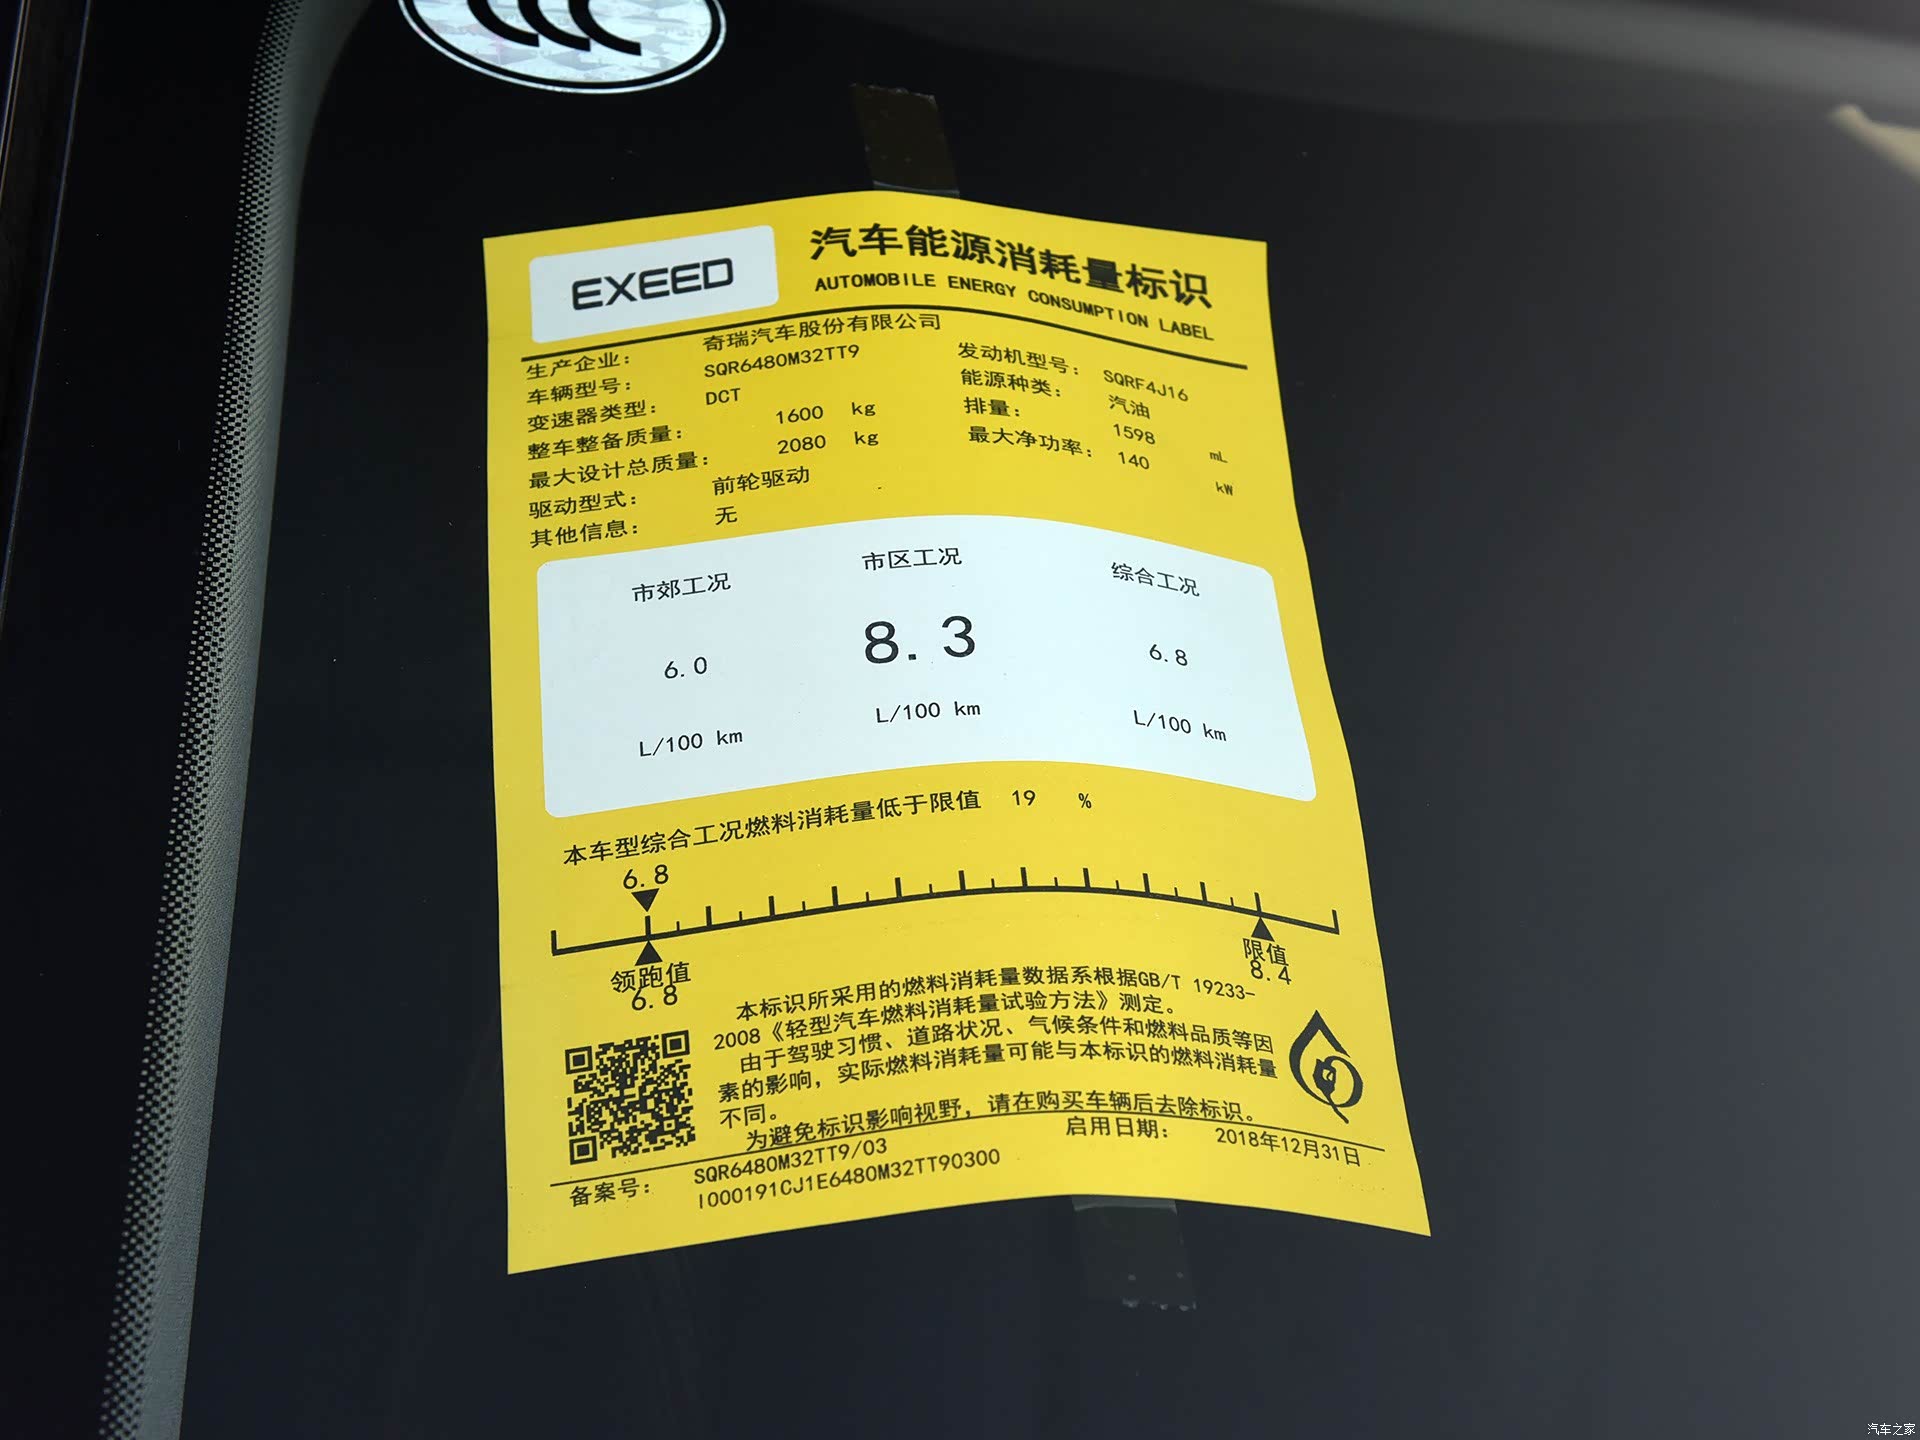 EXEED
汽车能源消耗量标识
AUTOMOBILE ENERGY CONSUMPTION LABEL
生产企业： 奇瑞汽车股份有限公司
车辆型号： SQR6480M32TT9 发动机型号： SQRF4J16
变速器类型： DCT 能源种类： 汽油
整车整备质量： 1600 kg 排量： 1598 mL
最大设计总质量： 2080 kg 最大净功率： 140 kW
驱动型式： 前轮驱动
其他信息： 无
市郊工况 市区工况 综合工况
6.0 8.3 6.8
L/100 km L/100 km L/100 km
本车型综合工况燃料消耗量低于限值 19 %
6.8
领跑值 限值
6.8 8.4
本标识所采用的燃料消耗量数据系根据GB/T 19233-
2008《轻型汽车燃料消耗量试验方法》测定。
由于驾驶习惯、道路状况、气候条件和燃料品质等因
素的影响，实际燃料消耗量可能与本标识的燃料消耗量
不同。
为避免标识影响视野，请在购买车辆后去除标识。
备案号： SQR6480M32TT9/03 启用日期： 2018年12月31日
I000191CJ1E6480M32TT90300
汽车之家